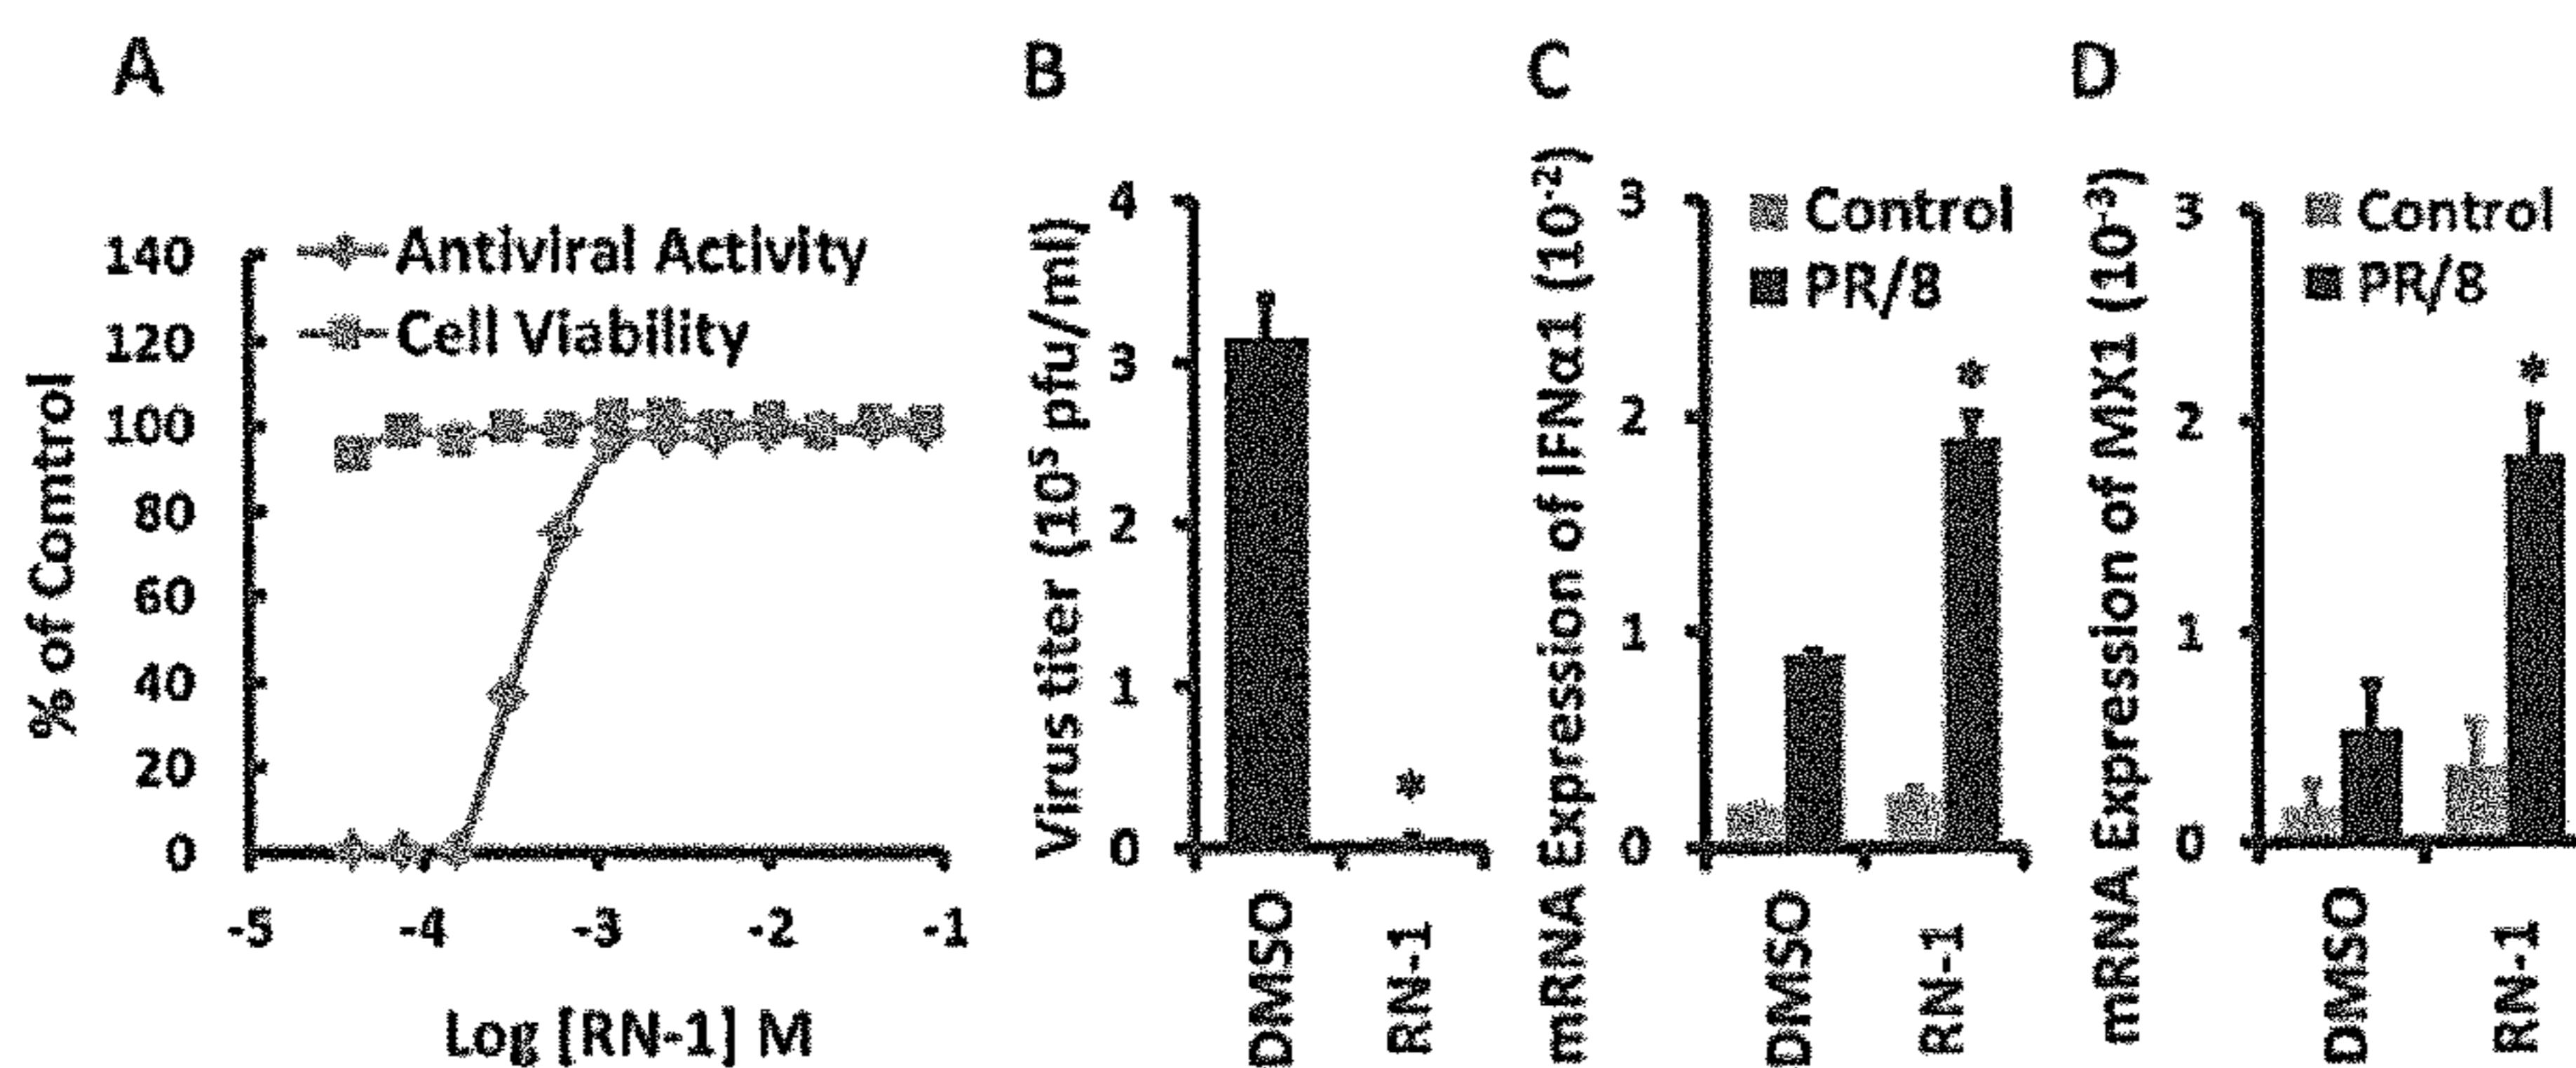 A
% of Control
140
120
100
80
60
40
20
0
Antiviral Activity
Cell Viability
-5 -4 -3 -2 -1
Log [RN-1] M
B
Virus titer (10⁵ pfu/ml)
4
3
2
1
0
*
DMSO
RN-1
C
mRNA Expression of IFNα1 (10⁻²)
3
2
1
0
Control
PR/8
*
DMSO
RN-1
D
mRNA Expression of MX1 (10⁻³)
3
2
1
0
Control
PR/8
*
DMSO
RN-1